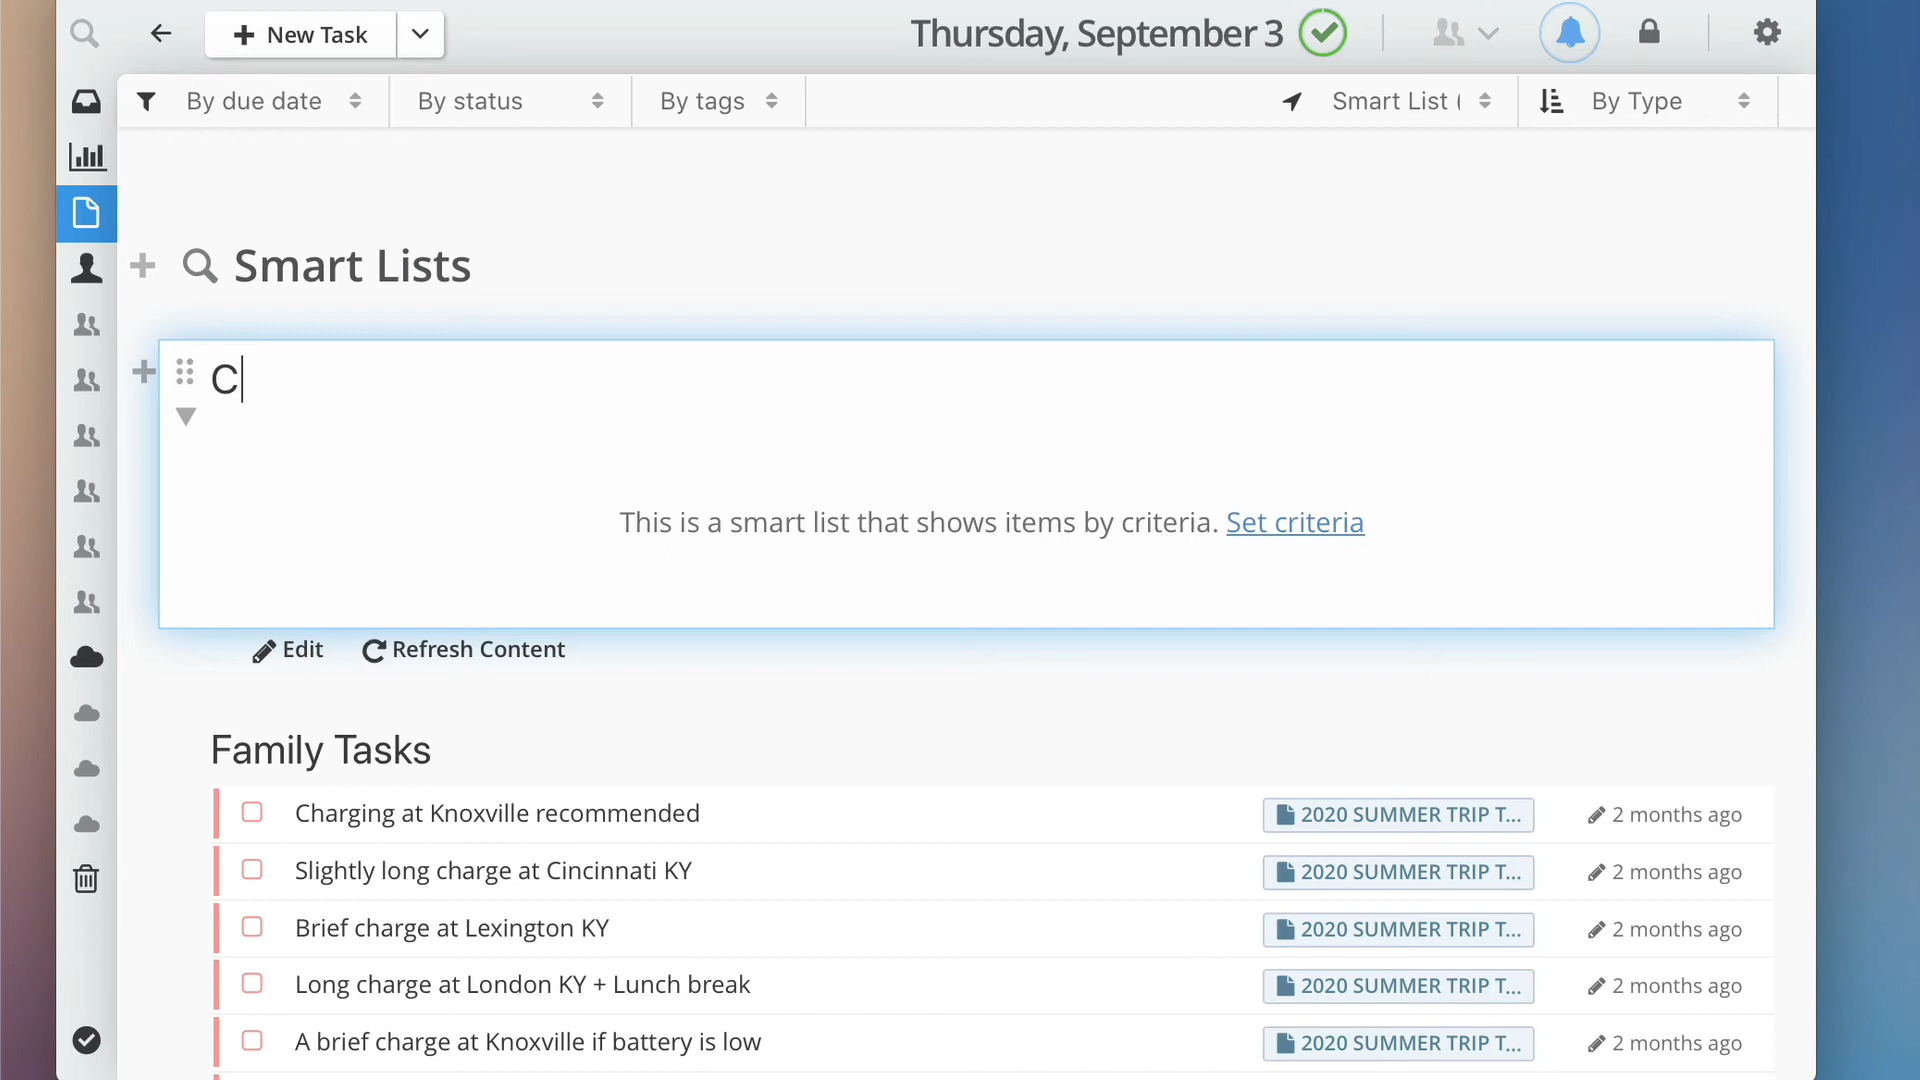 New Task
Thursday, September 3
By due date
By status
By tags
Smart List (
By Type
Smart Lists
C
This is a smart list that shows items by criteria. Set criteria
Edit
Refresh Content
Family Tasks
Charging at Knoxville recommended
2020 SUMMER TRIP T...
2 months ago
Slightly long charge at Cincinnati KY
2020 SUMMER TRIP T...
2 months ago
Brief charge at Lexington KY
2020 SUMMER TRIP T...
2 months ago
Long charge at London KY + Lunch break
2020 SUMMER TRIP T...
2 months ago
A brief charge at Knoxville if battery is low
2020 SUMMER TRIP T...
2 months ago